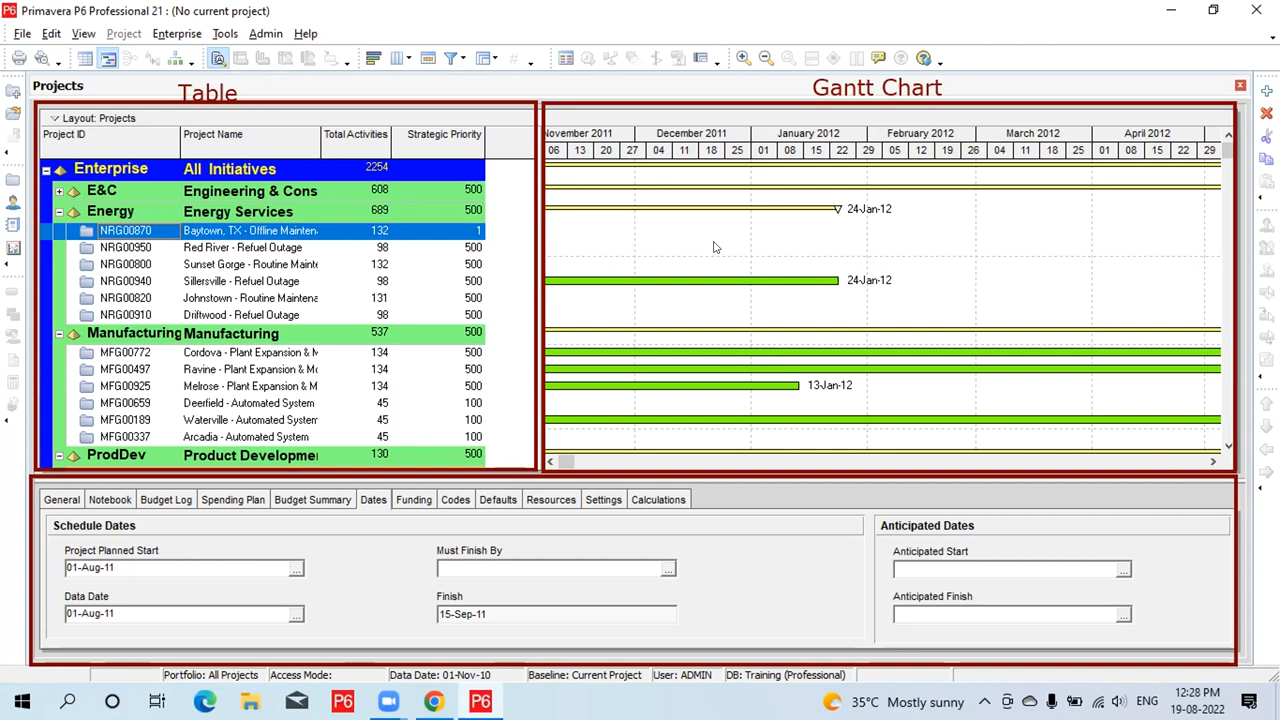 Primavera P6 Professional 21 : (No current project)
File Edit View Project Enterprise Tools Admin Help
Projects
Table
Gantt Chart
Layout: Projects
Project ID Project Name Total Activities Strategic Priority
Enterprise All Initiatives 2254
E&C Engineering & Cons 608 500
Energy Energy Services 689 500
NRG00870 Baytown, TX - Offline Mainten 132 1
NRG00950 Red River - Refuel Outage 98 500
NRG00800 Sunset Gorge - Routine Mainte 132 500
NRG00940 Sillersville - Refuel Outage 98 500
NRG00820 Johnstown - Routine Maintena 131 500
NRG00910 Driftwood - Refuel Outage 98 500
Manufacturing Manufacturing 537 500
MFG00772 Cordova - Plant Expansion & M 134 500
MFG00497 Ravine - Plant Expansion & Mo 134 500
MFG00925 Melrose - Plant Expansion & M 134 500
MFG00659 Deerfield - Automated System 45 100
MFG00189 Waterville - Automated System 45 100
MFG00337 Arcadia - Automated System 45 100
ProdDev Product Developme 130 500
November 2011 December 2011 January 2012 February 2012 March 2012 April 2012
06 13 20 27 04 11 18 25 01 08 15 22 29 05 12 19 26 04 11 18 25 01 08 15 22 29
24-Jan-12
24-Jan-12
13-Jan-12
General Notebook Budget Log Spending Plan Budget Summary Dates Funding Codes Defaults Resources Settings Calculations
Schedule Dates
Project Planned Start
01-Aug-11 ...
Must Finish By
...
Data Date
01-Aug-11 ...
Finish
15-Sep-11
Anticipated Dates
Anticipated Start
...
Anticipated Finish
...
Portfolio: All Projects Access Mode: Data Date: 01-Nov-10 Baseline: Current Project User: ADMIN DB: Training (Professional)
35°C Mostly sunny ENG
12:28 PM
19-08-2022